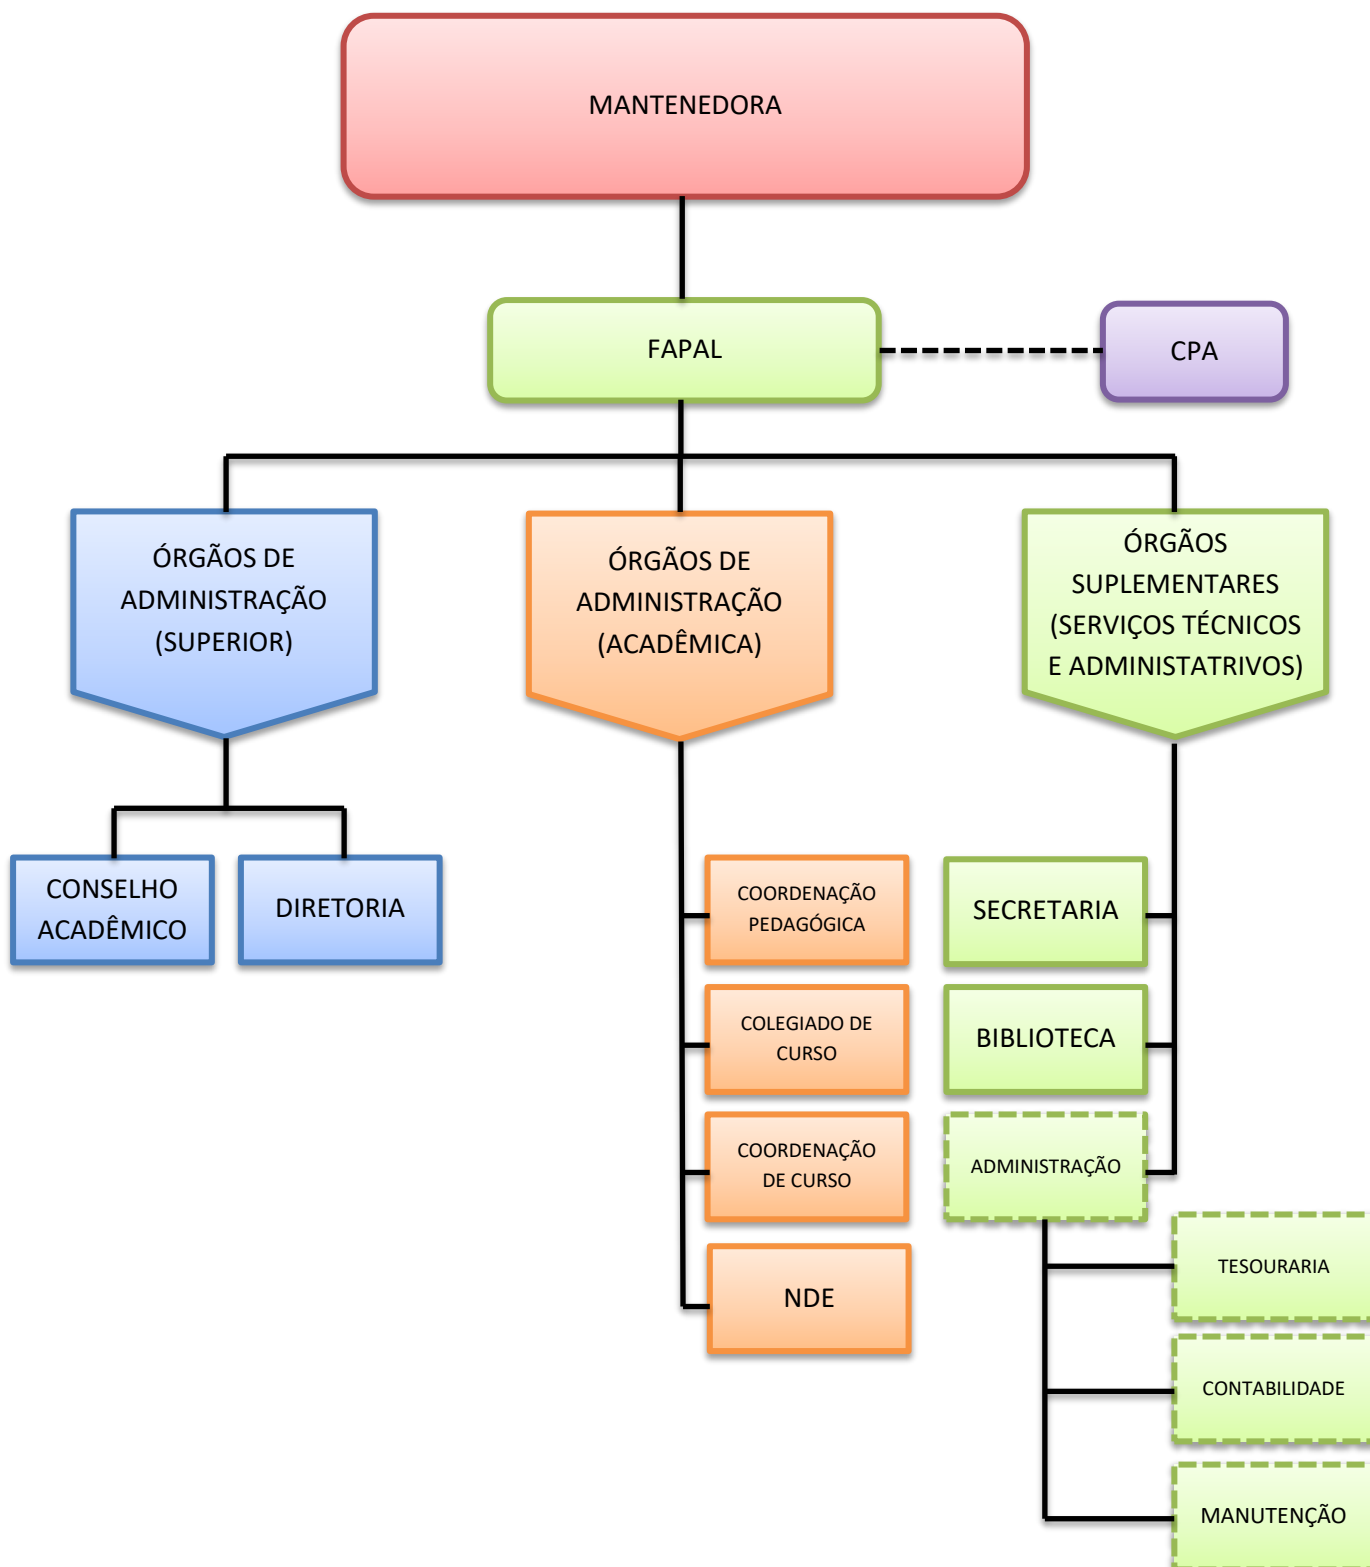 MANTENEDORA
FAPAL
CPA
ÓRGÃOS DE
ADMINISTRAÇÃO
(SUPERIOR)
ÓRGÃOS DE
ADMINISTRAÇÃO
(ACADÊMICA)
ÓRGÃOS
SUPLEMENTARES
(SERVIÇOS TÉCNICOS
E ADMINISTATRIVOS)
CONSELHO
ACADÊMICO
DIRETORIA
COORDENAÇÃO
PEDAGÓGICA
SECRETARIA
COLEGIADO DE
CURSO
BIBLIOTECA
COORDENAÇÃO
DE CURSO
ADMINISTRAÇÃO
NDE
TESOURARIA
CONTABILIDADE
MANUTENÇÃO